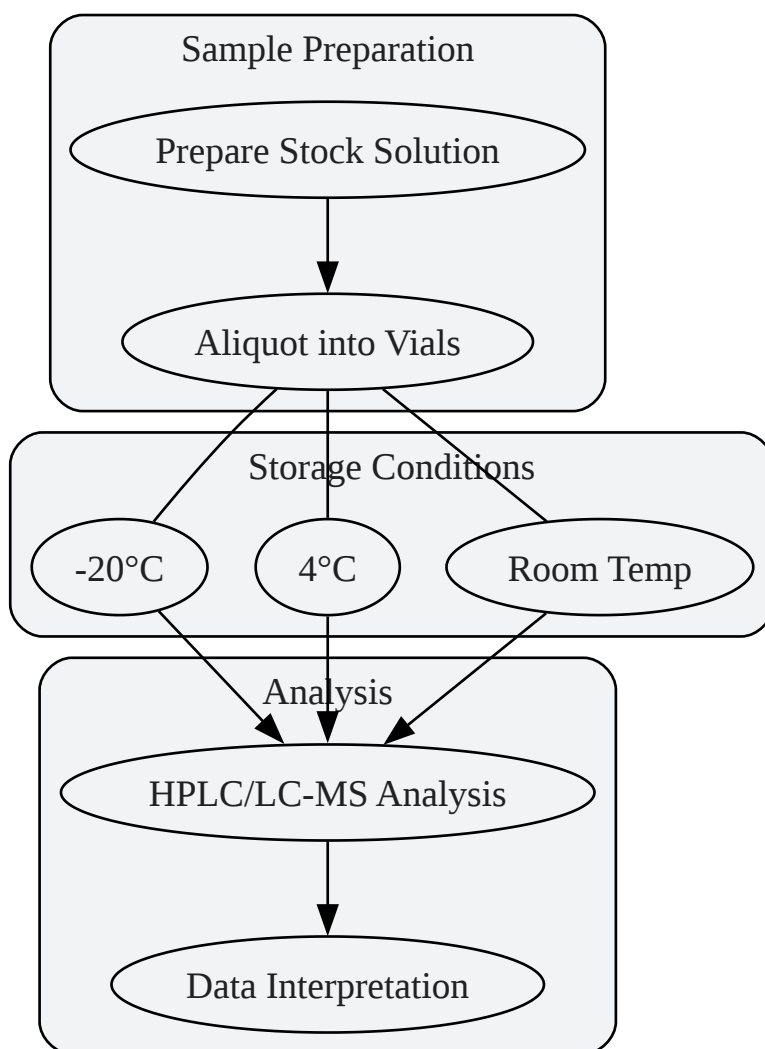 Sample Preparation
Prepare Stock Solution
Aliquot into Vials
Storage Conditions
-20°C
4°C
Room Temp
Analysis
HPLC/LC-MS Analysis
Data Interpretation